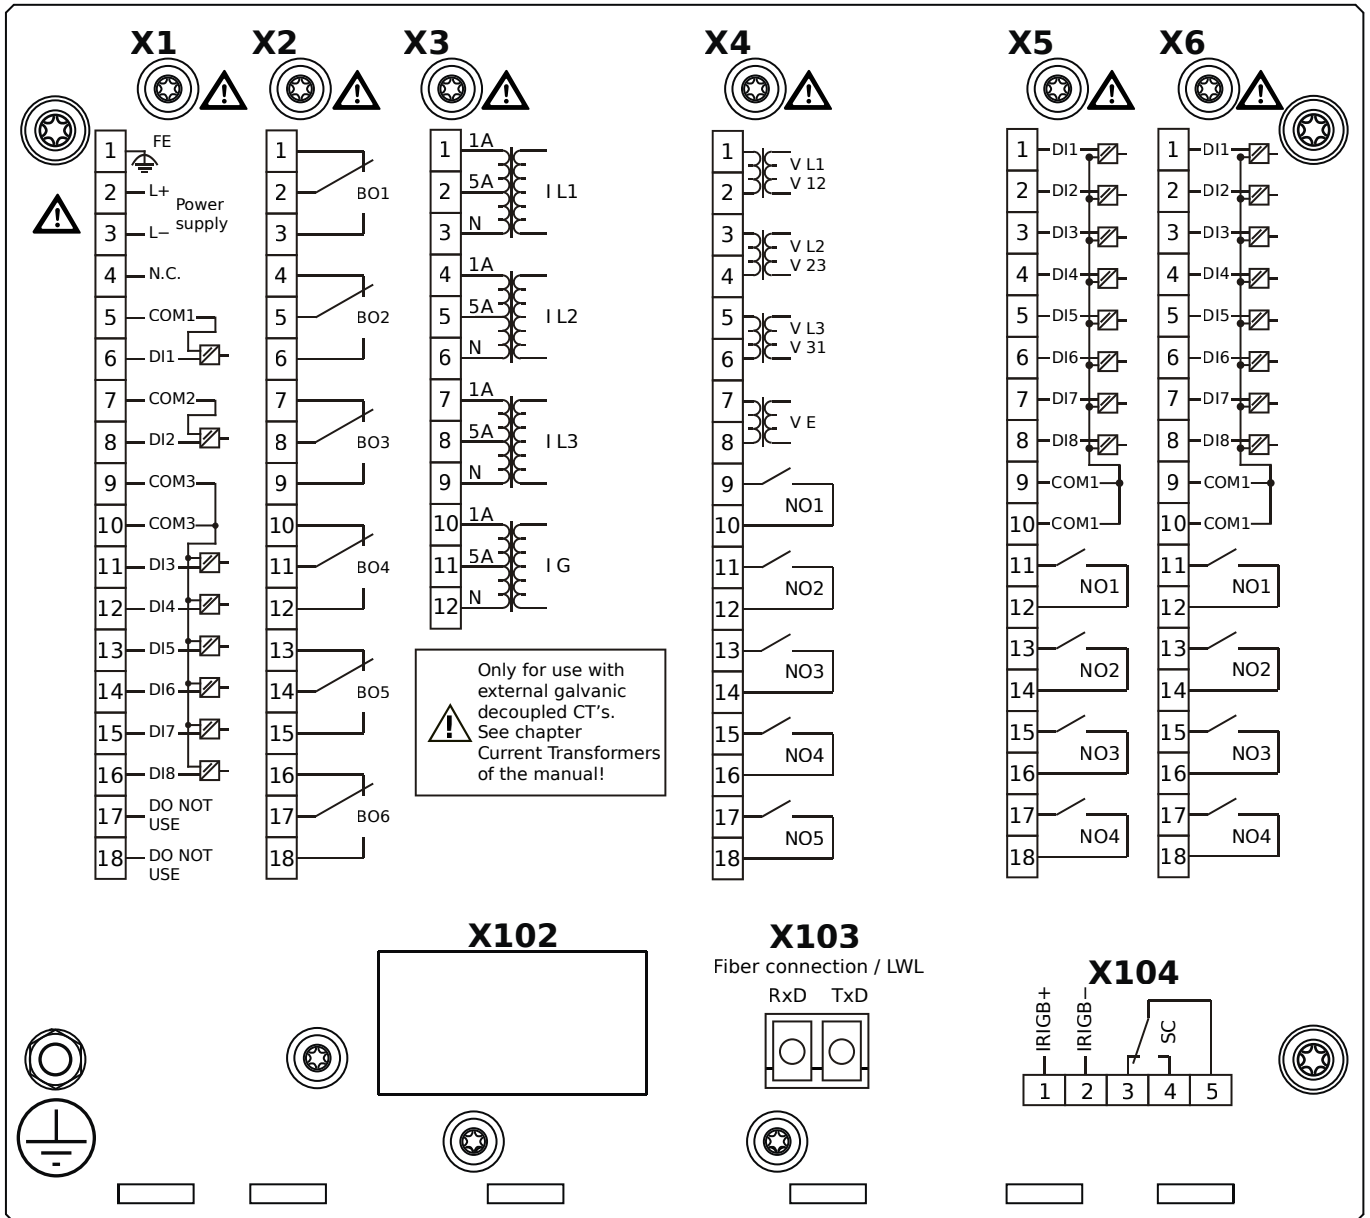 X1
X2
X3
X4
X5
X6
1 FE
2 L+
Power
supply
3 L−
4 N.C.
5 COM1
6 DI1
7 COM2
8 DI2
9 COM3
10 COM3
11 DI3
12 DI4
13 DI5
14 DI6
15 DI7
16 DI8
17 DO NOT
USE
18 DO NOT
USE
1
2 BO1
3
4
5 BO2
6
7
8 BO3
9
10
11 BO4
12
13
14 BO5
15
16
17 BO6
18
1 1A
2 5A I L1
3 N
4 1A
5 5A I L2
6 N
7 1A
8 5A I L3
9 N
10 1A
11 5A I G
12 N
Only for use with
external galvanic
decoupled CT's.
See chapter
Current Transformers
of the manual!
1 V L1
2 V 12
3 V L2
4 V 23
5 V L3
6 V 31
7 V E
8
9
NO1
10
11
NO2
12
13
NO3
14
15
NO4
16
17
NO5
18
1 DI1
2 DI2
3 DI3
4 DI4
5 DI5
6 DI6
7 DI7
8 DI8
9 COM1
10 COM1
11
NO1
12
13
NO2
14
15
NO3
16
17
NO4
18
1 DI1
2 DI2
3 DI3
4 DI4
5 DI5
6 DI6
7 DI7
8 DI8
9 COM1
10 COM1
11
NO1
12
13
NO2
14
15
NO3
16
17
NO4
18
X102
X103
Fiber connection / LWL
RxD TxD
X104
IRIGB+
IRIGB−
SC
1 2 3 4 5